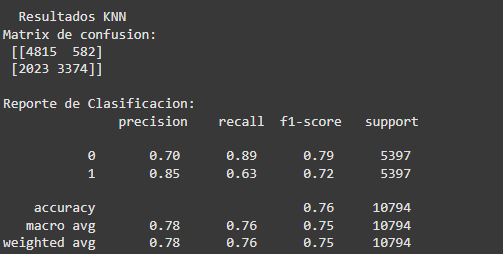 Resultados KNN
Matrix de confusion:
[[4815 582]
[2023 3374]]
Reporte de Clasificacion:
precision recall f1-score support
0 0.70 0.89 0.79 5397
1 0.85 0.63 0.72 5397
accuracy 0.76 10794
macro avg 0.78 0.76 0.75 10794
weighted avg 0.78 0.76 0.75 10794